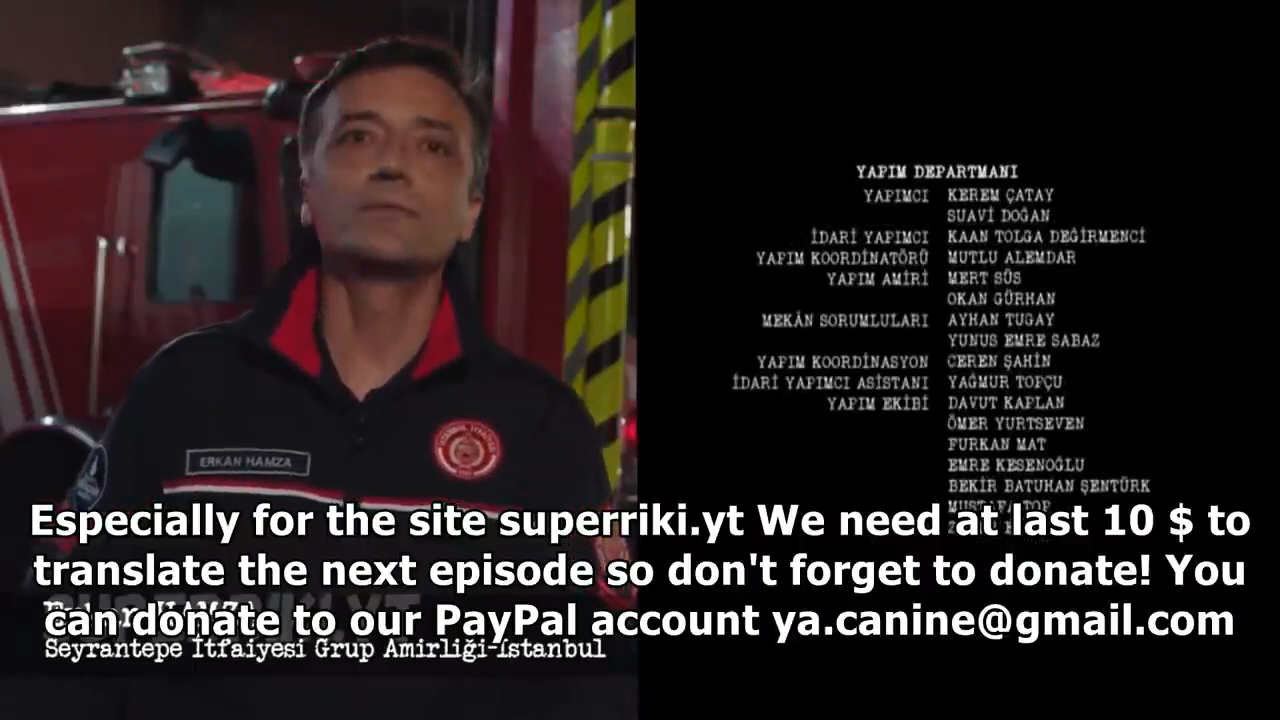 YAPIM DEPARTMANI
YAPIMCI KEREM ÇATAY
SUAVİ DOĞAN
İDARİ YAPIMCI KAAN TOLGA DEĞİRMENCİ
YAPIM KOORDİNATÖRÜ MUTLU ALEMDAR
YAPIM AMİRİ MERT SÜS
OKAN GÜRHAN
MEKÂN SORUMLULARI AYHAN TUGAY
YUNUS EMRE SABAZ
YAPIM KOORDİNASYON CEREN ŞAHİN
İDARİ YAPIMCI ASİSTANI YAĞMUR TOPÇU
YAPIM EKİBİ DAVUT KAPLAN
ÖMER YURTSEVEN
FURKAN MAT
EMRE KESENOĞLU
BEKİR BATUHAN ŞENTÜRK
MUSTAFA TOP
ERKAN HAMZA
Especially for the site superriki.yt We need at last 10 $ to
translate the next episode so don't forget to donate! You
can donate to our PayPal account ya.canine@gmail.com
Seyrantepe İtfaiyesi Grup Amirliği-İstanbul